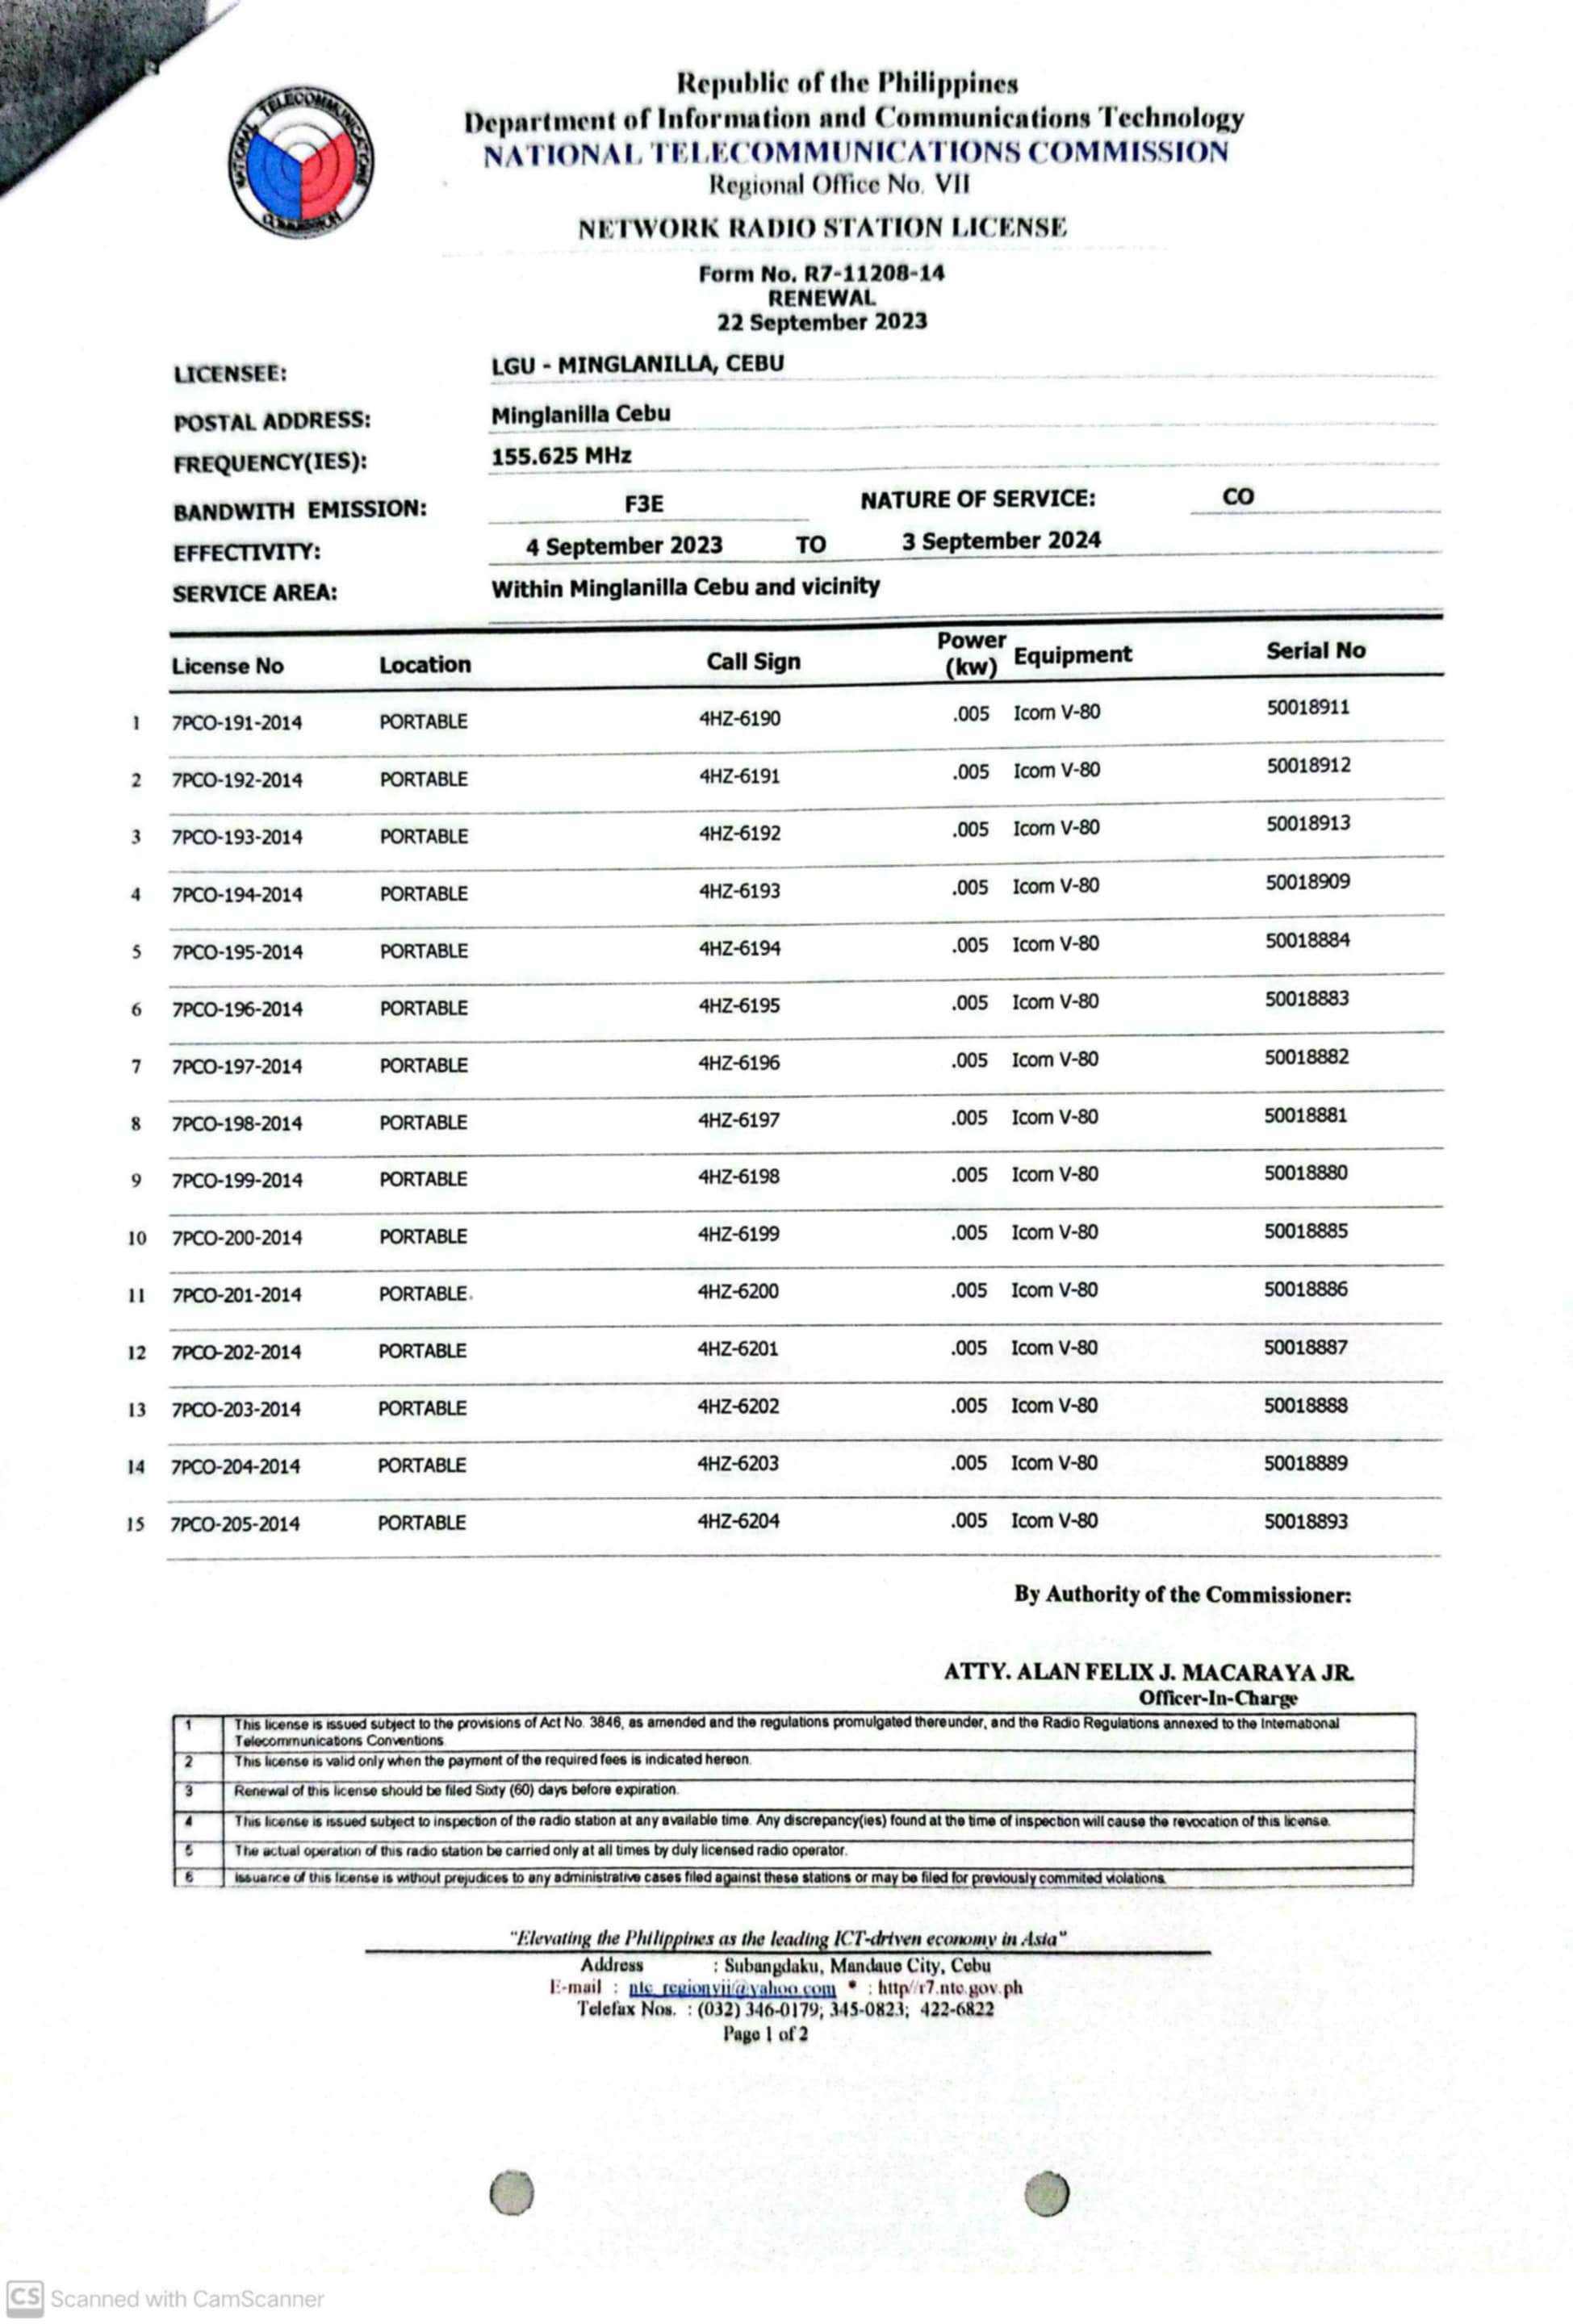 NATIONAL TELECOMMUNICATIONS COMMISSION
Republic of the Philippines
Department of Information and Communications Technology
NATIONAL TELECOMMUNICATIONS COMMISSION
Regional Office No. VII
NETWORK RADIO STATION LICENSE
Form No. R7-11208-14
RENEWAL
22 September 2023
LICENSEE: LGU - MINGLANILLA, CEBU
POSTAL ADDRESS: Minglanilla Cebu
FREQUENCY(IES): 155.625 MHz
BANDWITH EMISSION: F3E NATURE OF SERVICE: CO
EFFECTIVITY: 4 September 2023 TO 3 September 2024
SERVICE AREA: Within Minglanilla Cebu and vicinity
License No Location Call Sign Power (kw) Equipment Serial No
1 7PCO-191-2014 PORTABLE 4HZ-6190 .005 Icom V-80 50018911
2 7PCO-192-2014 PORTABLE 4HZ-6191 .005 Icom V-80 50018912
3 7PCO-193-2014 PORTABLE 4HZ-6192 .005 Icom V-80 50018913
4 7PCO-194-2014 PORTABLE 4HZ-6193 .005 Icom V-80 50018909
5 7PCO-195-2014 PORTABLE 4HZ-6194 .005 Icom V-80 50018884
6 7PCO-196-2014 PORTABLE 4HZ-6195 .005 Icom V-80 50018883
7 7PCO-197-2014 PORTABLE 4HZ-6196 .005 Icom V-80 50018882
8 7PCO-198-2014 PORTABLE 4HZ-6197 .005 Icom V-80 50018881
9 7PCO-199-2014 PORTABLE 4HZ-6198 .005 Icom V-80 50018880
10 7PCO-200-2014 PORTABLE 4HZ-6199 .005 Icom V-80 50018885
11 7PCO-201-2014 PORTABLE 4HZ-6200 .005 Icom V-80 50018886
12 7PCO-202-2014 PORTABLE 4HZ-6201 .005 Icom V-80 50018887
13 7PCO-203-2014 PORTABLE 4HZ-6202 .005 Icom V-80 50018888
14 7PCO-204-2014 PORTABLE 4HZ-6203 .005 Icom V-80 50018889
15 7PCO-205-2014 PORTABLE 4HZ-6204 .005 Icom V-80 50018893
By Authority of the Commissioner:
ATTY. ALAN FELIX J. MACARAYA JR.
Officer-In-Charge
1 This license is issued subject to the provisions of Act No. 3846, as amended and the regulations promulgated thereunder, and the Radio Regulations annexed to the International
Telecommunications Conventions
2 This license is valid only when the payment of the required fees is indicated hereon.
3 Renewal of this license should be filed Sixty (60) days before expiration.
4 This license is issued subject to inspection of the radio station at any available time. Any discrepancy(ies) found at the time of inspection will cause the revocation of this license.
5 The actual operation of this radio station be carried only at all times by duly licensed radio operator.
6 Issuance of this license is without prejudices to any administrative cases filed against these stations or may be filed for previously commited violations.
"Elevating the Philippines as the leading ICT-driven economy in Asia"
Address : Subangdaku, Mandaue City, Cebu
E-mail : ntc_regionvii@yahoo.com * : http//r7.ntc.gov.ph
Telefax Nos. : (032) 346-0179; 345-0823; 422-6822
Page 1 of 2
CS Scanned with CamScanner